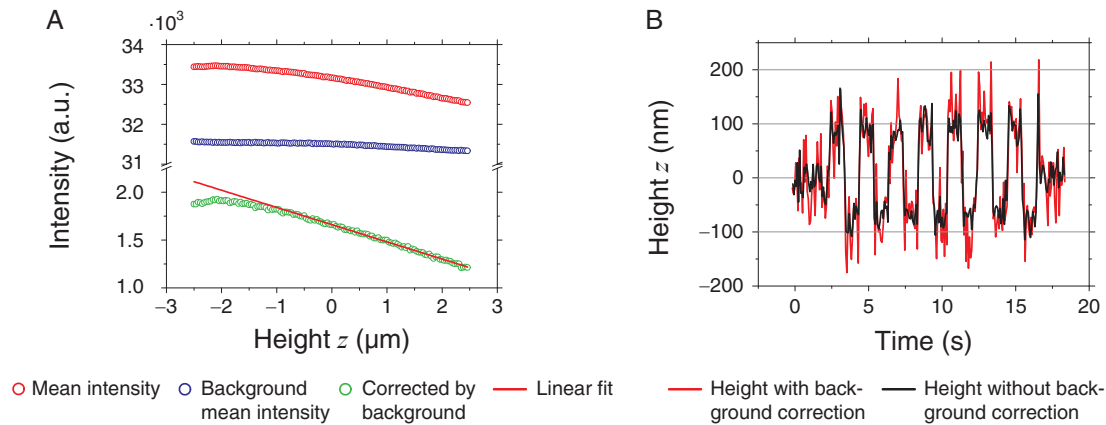 A
·10³
34
33
32
31
2.0
1.5
1.0
Intensity (a.u.)
−3 −2 −1 0 1 2 3
Height z (µm)
B
200
100
0
−100
−200
Height z (nm)
0 5 10 15 20
Time (s)
Mean intensity
Background
mean intensity
Corrected by
background
Linear fit
Height with back-
ground correction
Height without back-
ground correction